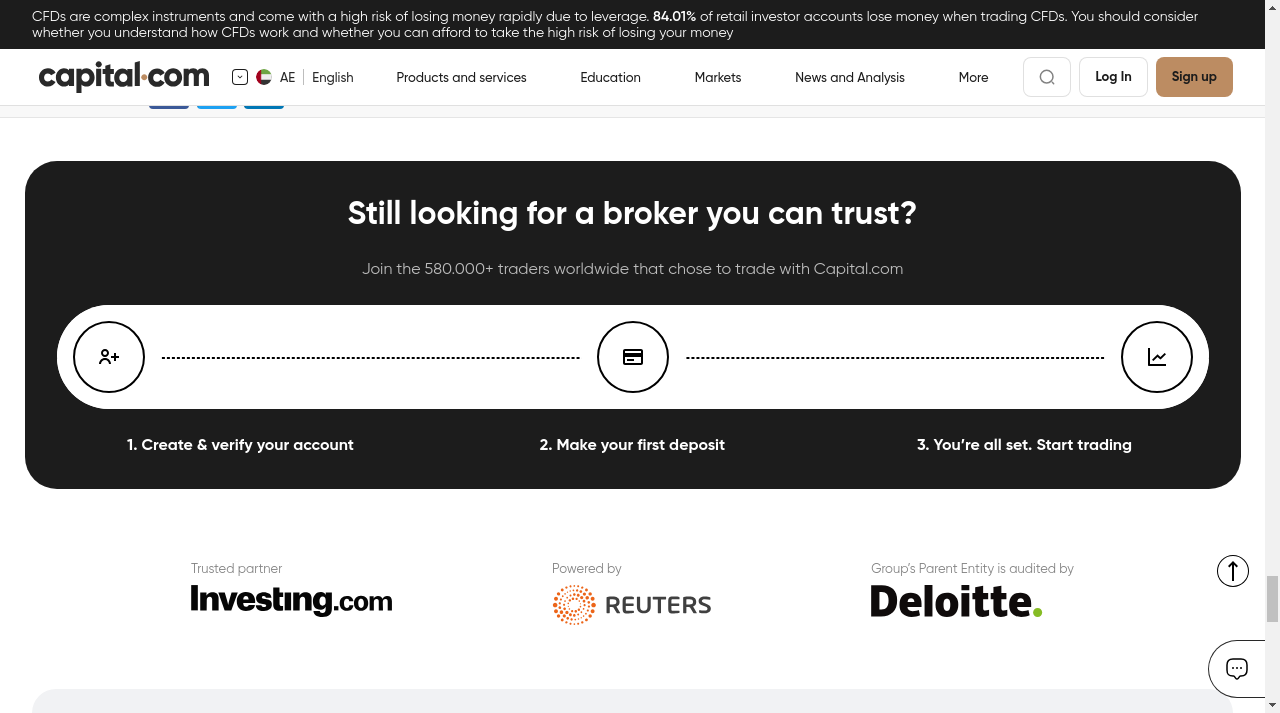 CFDs are complex instruments and come with a high risk of losing money rapidly due to leverage. 84.01% of retail investor accounts lose money when trading CFDs. You should consider
whether you understand how CFDs work and whether you can afford to take the high risk of losing your money
capital.com
AE
English
Products and services
Education
Markets
News and Analysis
More
Log In
Sign up
Still looking for a broker you can trust?
Join the 580.000+ traders worldwide that chose to trade with Capital.com
1. Create & verify your account
2. Make your first deposit
3. You’re all set. Start trading
Trusted partner
Investing.com
Powered by
REUTERS
Group’s Parent Entity is audited by
Deloitte.